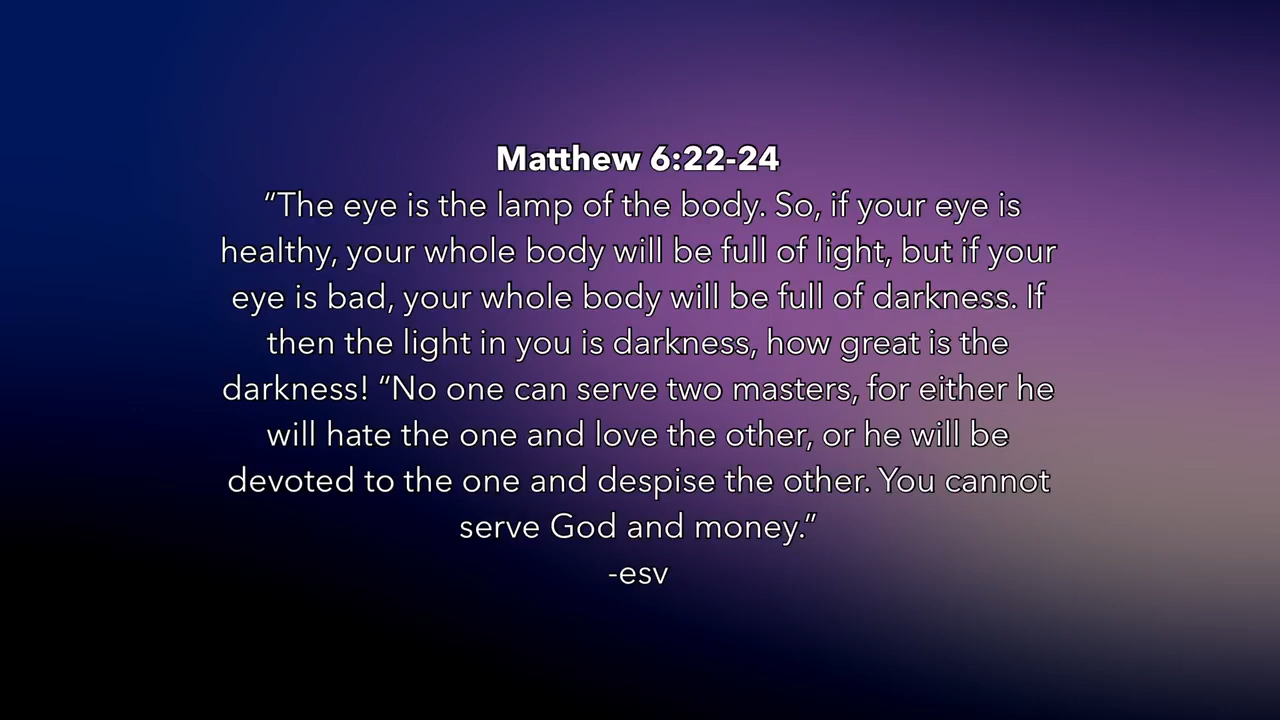 Matthew 6:22-24
“The eye is the lamp of the body. So, if your eye is
healthy, your whole body will be full of light, but if your
eye is bad, your whole body will be full of darkness. If
then the light in you is darkness, how great is the
darkness! “No one can serve two masters, for either he
will hate the one and love the other, or he will be
devoted to the one and despise the other. You cannot
serve God and money.”
-esv